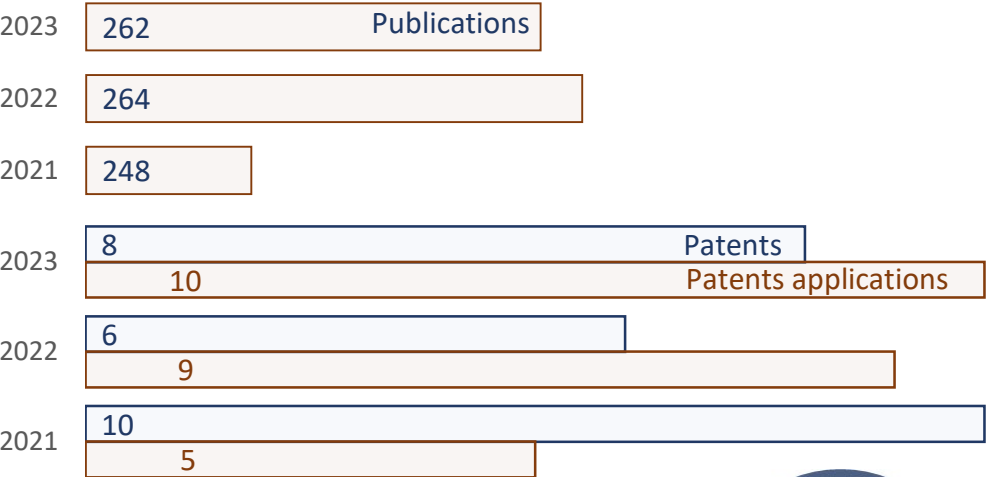 2023 262 Publications
2022 264
2021 248
2023 8 Patents
10 Patents applications
2022 6
9
2021 10
5